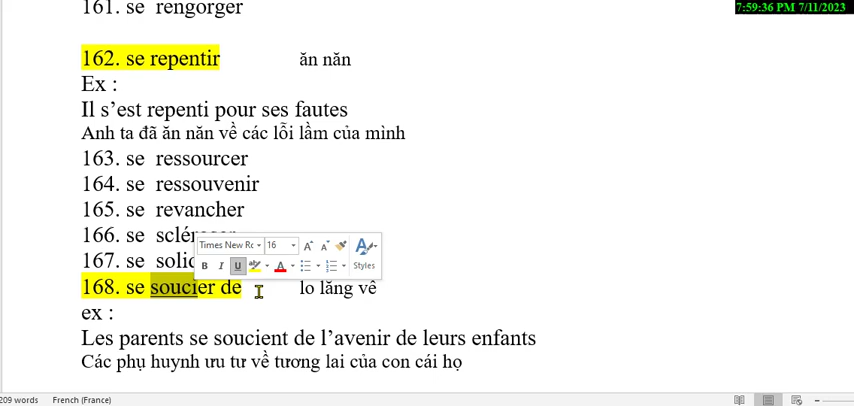 7:59:36 PM 7/11/2023
161. se rengorger
162. se repentir ăn năn
Ex :
Il s’est repenti pour ses fautes
Anh ta đã ăn năn về các lỗi lầm của mình
163. se ressourcer
164. se ressouvenir
165. se revancher
166. se
167. se
Times New Rc 16
B I U A Styles
168. se soucier de lo lắng về
ex :
Les parents se soucient de l’avenir de leurs enfants
Các phụ huynh ưu tư về tương lai của con cái họ
209 words French (France)